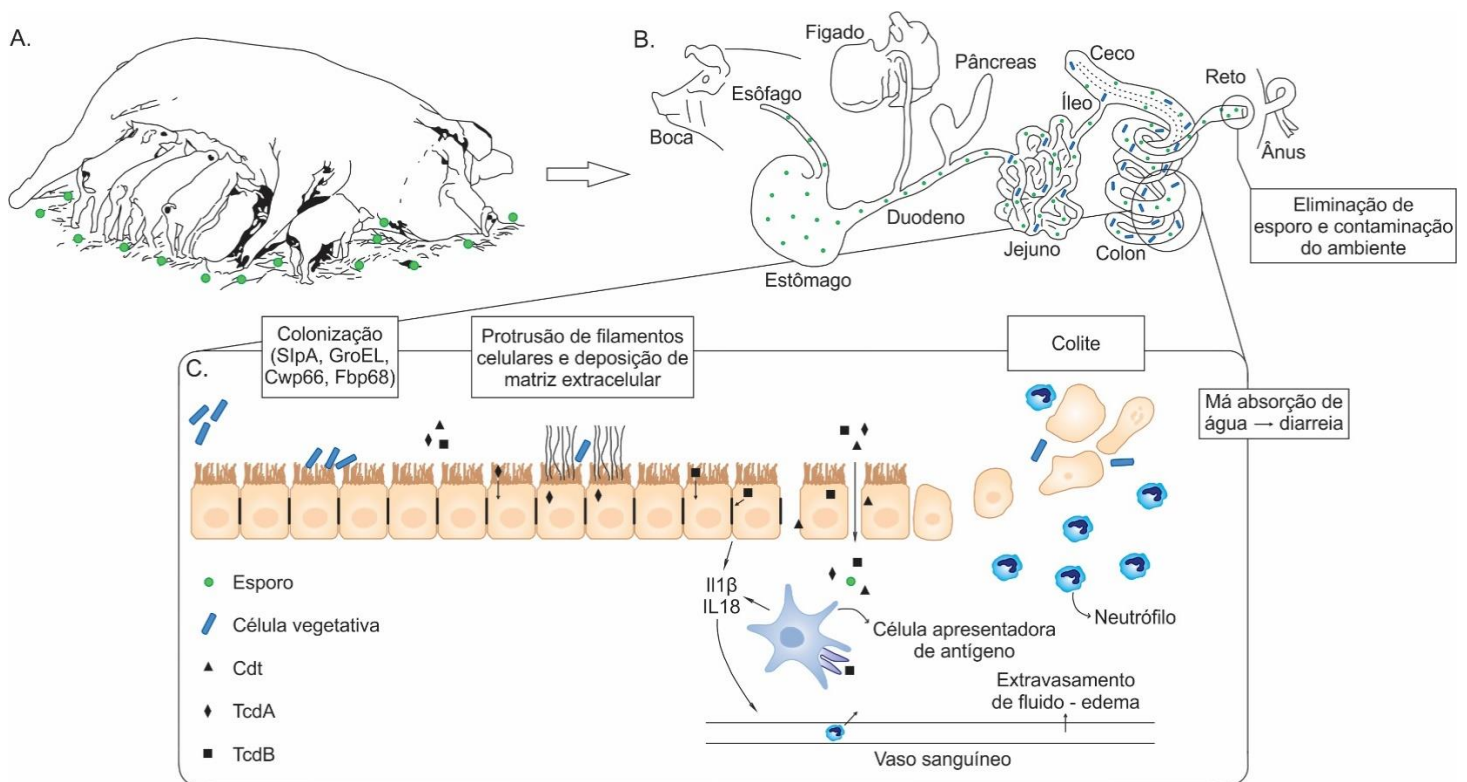 A.
B.
Boca
Esôfago
Figado
Pâncreas
Estômago
Duodeno
Jejuno
Íleo
Ceco
Colon
Reto
Ânus
Eliminação de
esporo e contaminação
do ambiente
C.
Colonização
(SlpA, GroEL,
Cwp66, Fbp68)
Protrusão de filamentos
celulares e deposição de
matriz extracelular
Colite
Má absorção de
água → diarreia
Esporo
Célula vegetativa
Cdt
TcdA
TcdB
Il1β
IL18
Célula apresentadora
de antígeno
Neutrófilo
Extravasamento
de fluido - edema
Vaso sanguíneo